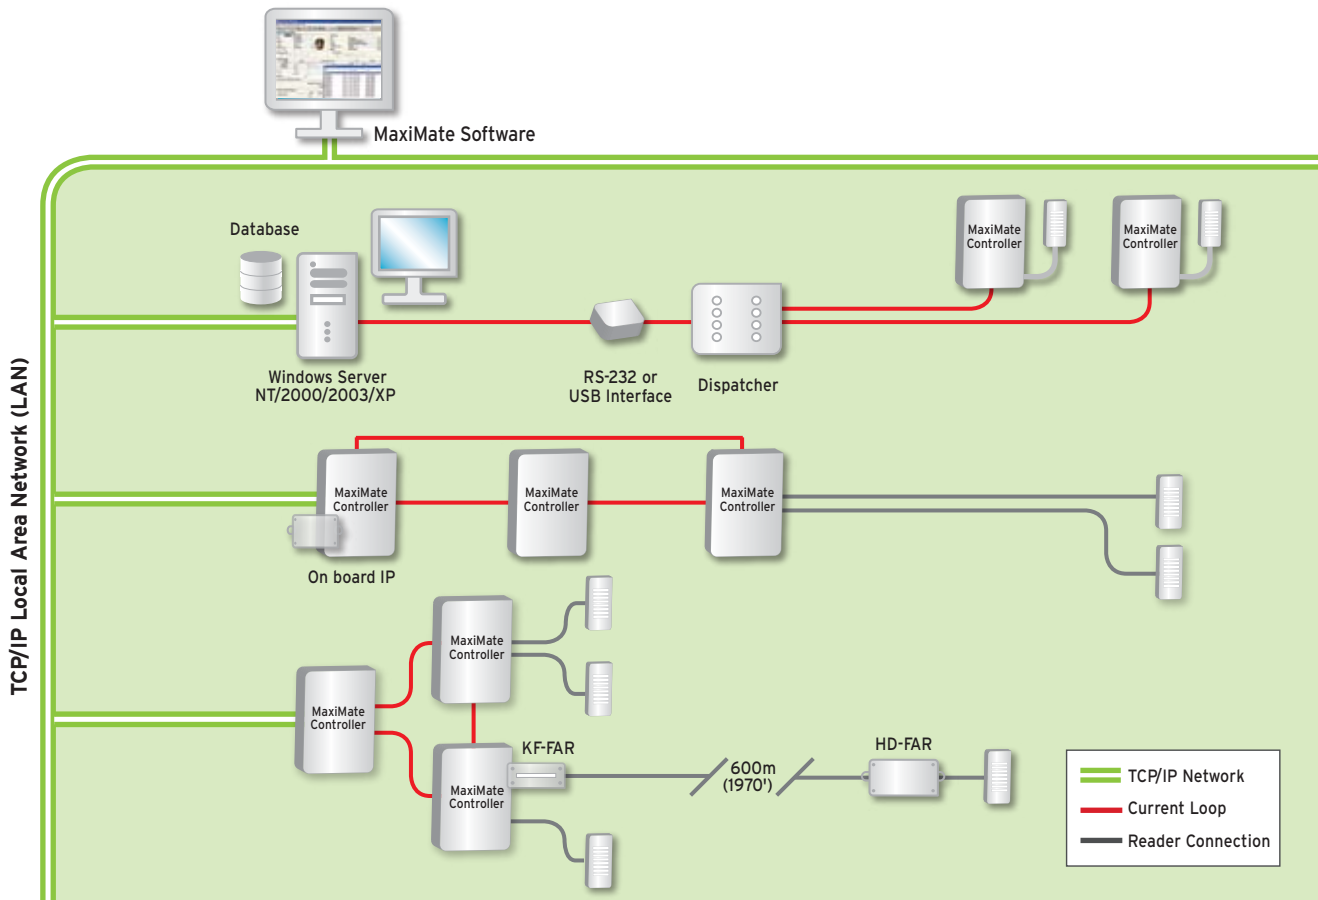 MaxiMate Software
TCP/IP Local Area Network (LAN)
Database
Windows Server
NT/2000/2003/XP
RS-232 or
USB Interface
Dispatcher
MaxiMate
Controller
MaxiMate
Controller
MaxiMate
Controller
On board IP
MaxiMate
Controller
MaxiMate
Controller
MaxiMate
Controller
MaxiMate
Controller
MaxiMate
Controller
KF-FAR
600m
(1970')
HD-FAR
TCP/IP Network
Current Loop
Reader Connection